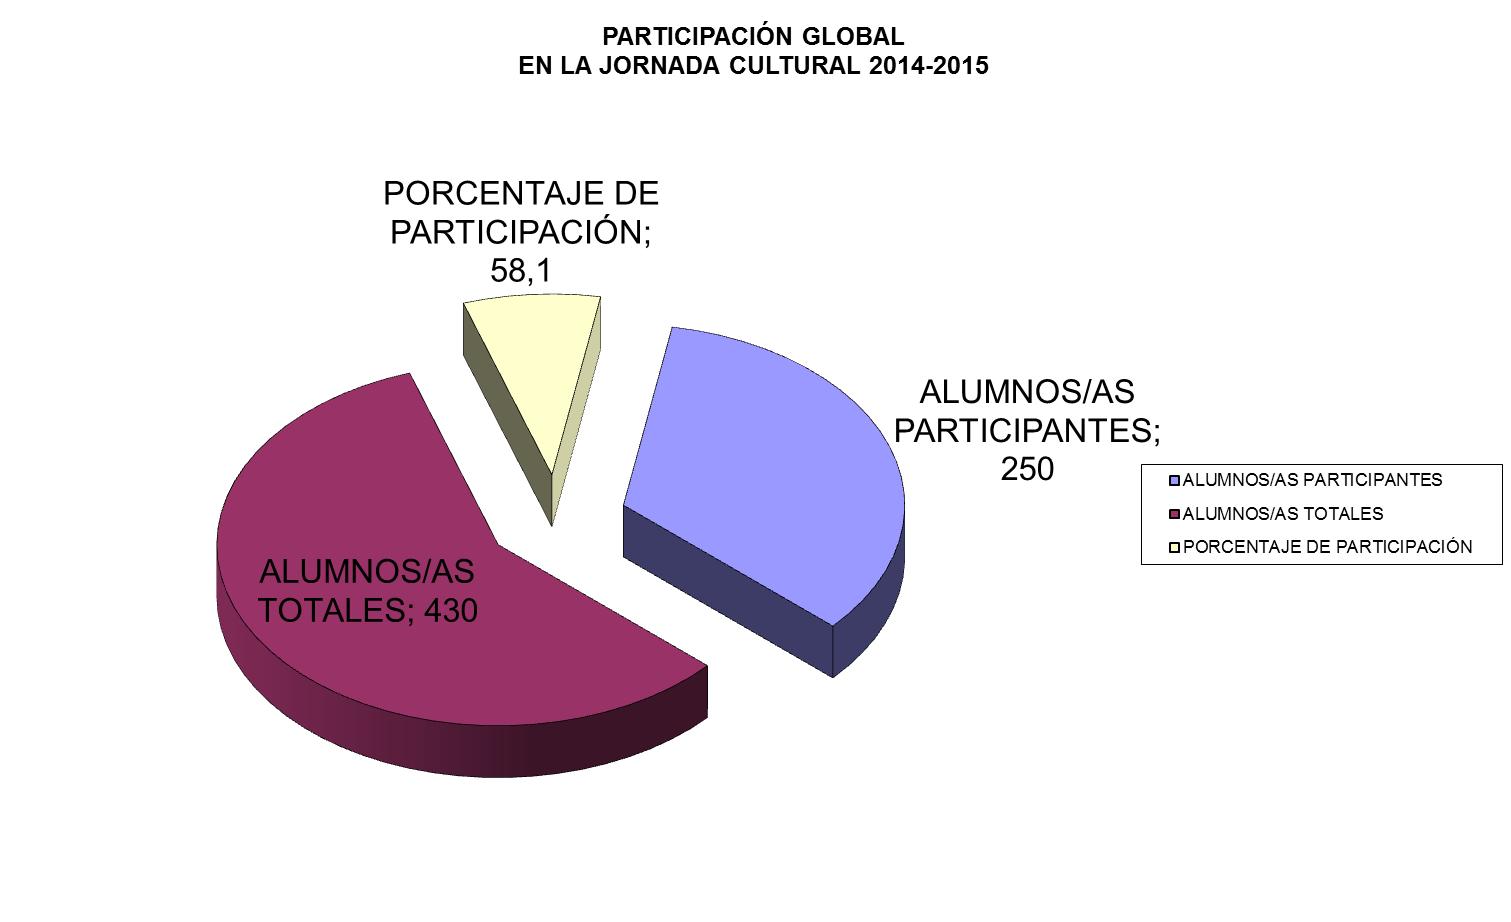 PARTICIPACIÓN GLOBAL
EN LA JORNADA CULTURAL 2014-2015
PORCENTAJE DE
PARTICIPACIÓN;
58,1
ALUMNOS/AS
PARTICIPANTES;
250
ALUMNOS/AS
TOTALES; 430
ALUMNOS/AS PARTICIPANTES
ALUMNOS/AS TOTALES
PORCENTAJE DE PARTICIPACIÓN